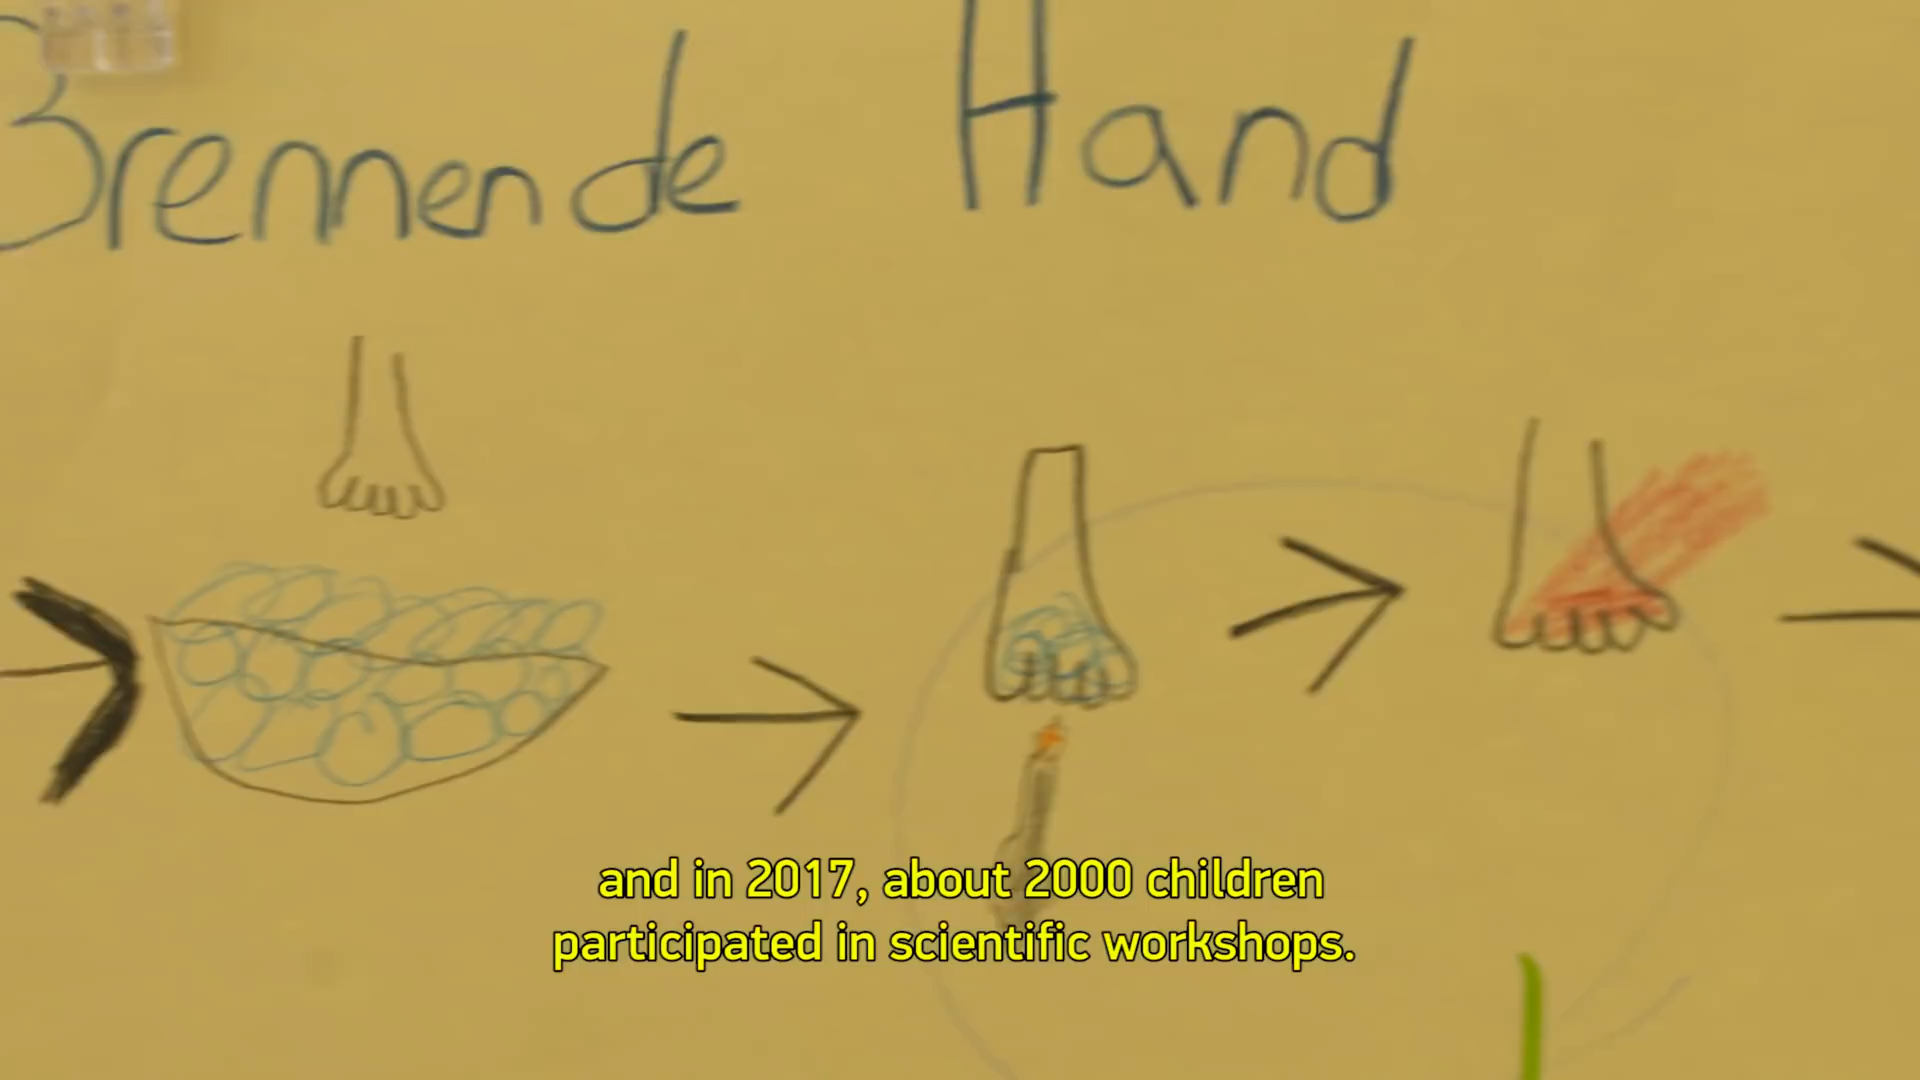 Brennende Hand
and in 2017, about 2000 children
participated in scientific workshops.